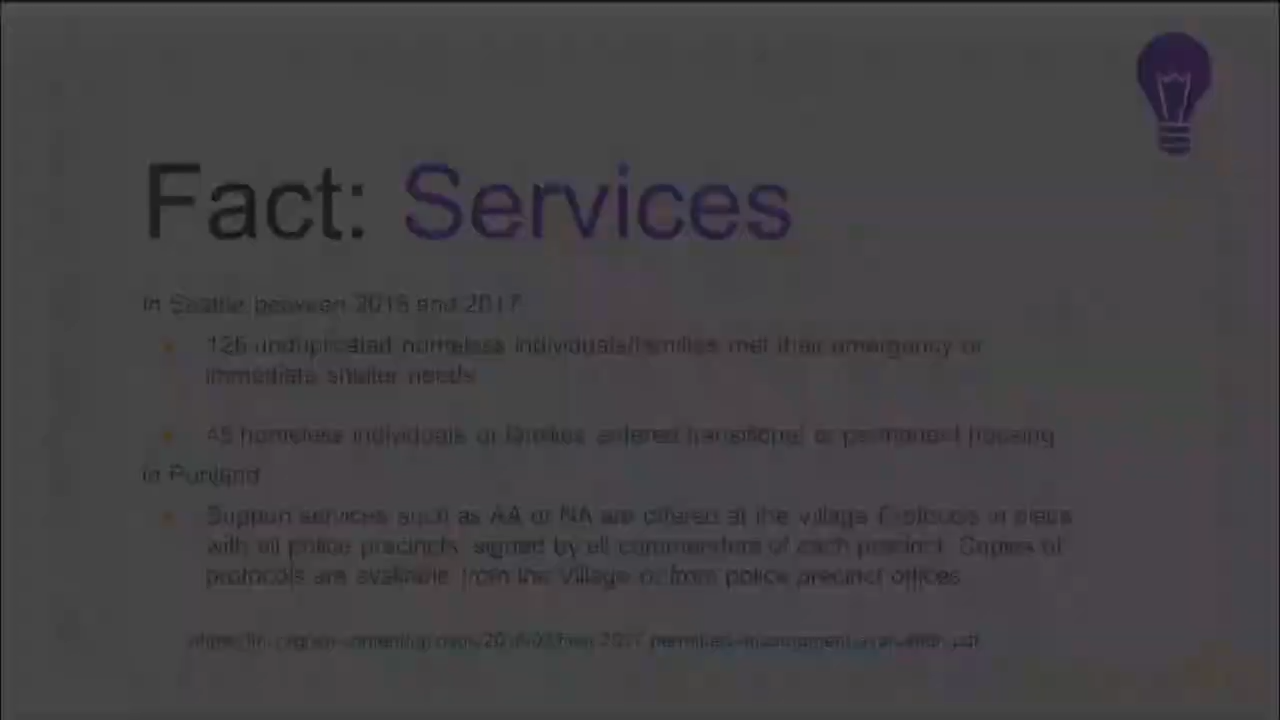 Fact: Services
In Seattle between 2016 and 2017
126 unduplicated homeless individuals/families met their emergency or
immediate shelter needs
45 homeless individuals or families entered transitional or permanent housing
In Portland
Support services such as AA or NA are offered at the village Protocols in place
with all police precincts, signed by all commanders of each precinct. Copies of
protocols are available from the Village or from police precinct offices